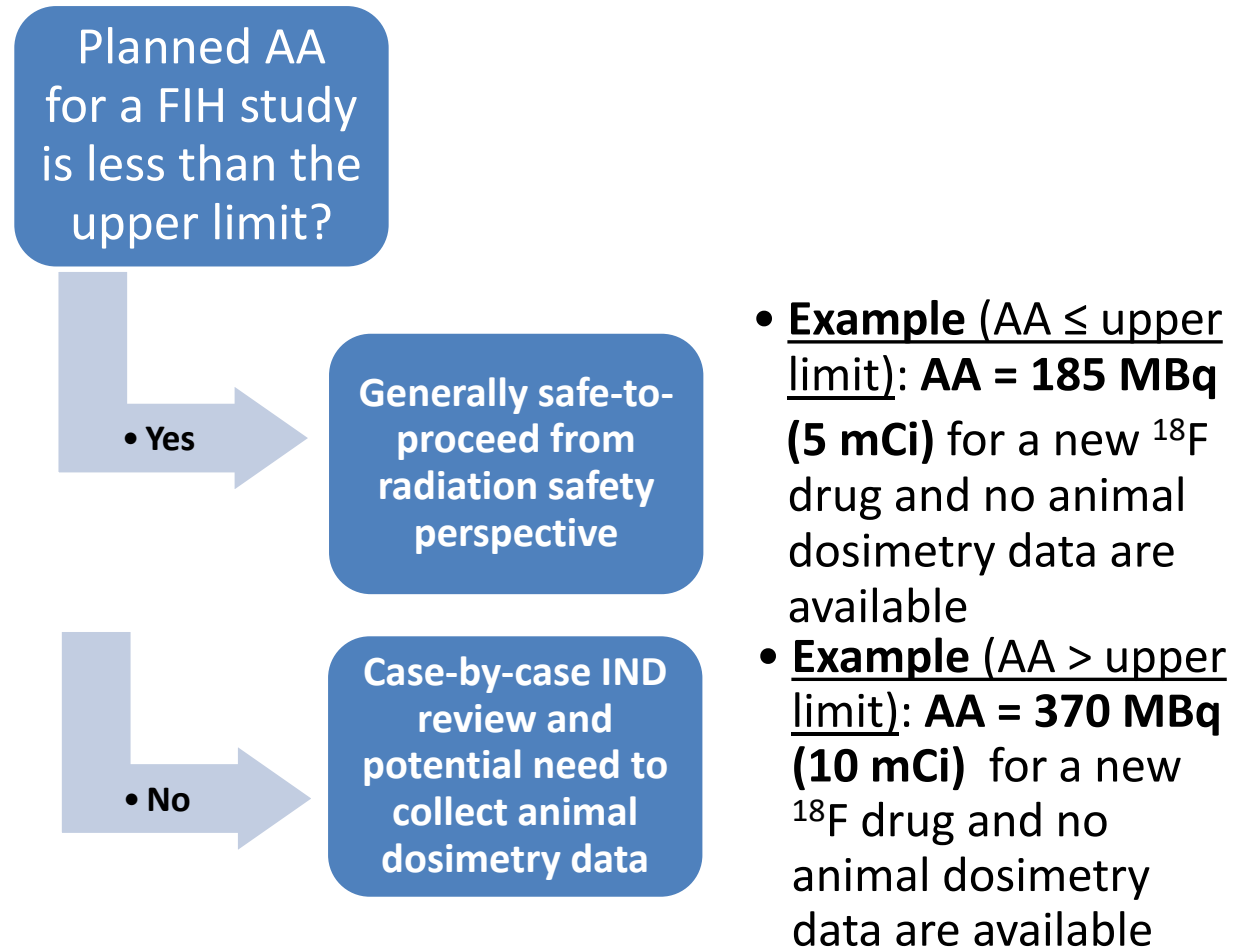 Planned AA
for a FIH study
is less than the
upper limit?
• Yes
Generally safe-to-
proceed from
radiation safety
perspective
• Example (AA ≤ upper
limit): AA = 185 MBq
(5 mCi) for a new ¹⁸F
drug and no animal
dosimetry data are
available
• No
Case-by-case IND
review and
potential need to
collect animal
dosimetry data
• Example (AA > upper
limit): AA = 370 MBq
(10 mCi) for a new
¹⁸F drug and no
animal dosimetry
data are available